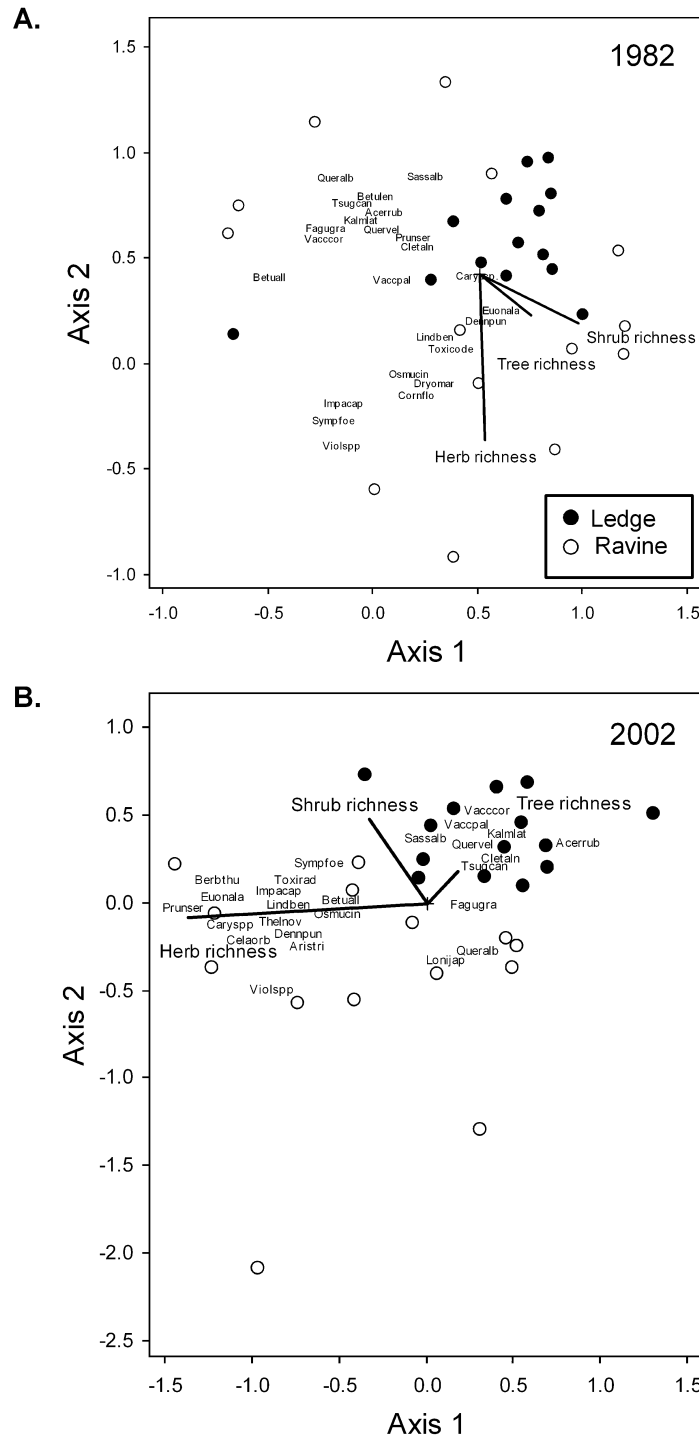 A.
1982
1.5
1.0
0.5
0.0
-0.5
-1.0
Axis 2
Queralb
Sassalb
Betulen
Tsugcan
Acerrub
Kalmlat
Fagugra
Quervel
Vacccor
Prunser
Cletaln
Betuall
Vaccpal
Euonala
Dennpun
Lindben
Toxicode
Shrub richness
Tree richness
Osmucin
Dryomar
Cornflo
Impacap
Sympfoe
Violspp
Herb richness
Ledge
Ravine
-1.0 -0.5 0.0 0.5 1.0 1.5
Axis 1
B.
2002
1.0
0.5
0.0
-0.5
-1.0
-1.5
-2.0
-2.5
Axis 2
Shrub richness
Tree richness
Vacccor
Vaccpal
Kalmlat
Sassalb
Quervel
Acerrub
Cletaln
Sympfoe
Tsugcan
Berbthu
Toxirad
Impacap
Euonala
Betuall
Prunser
Lindben
Fagugra
Osmucin
Caryspp
Thelnov
Dennpun
Celaorb
Aristri
Herb richness
Queralb
Lonijap
Violspp
-1.5 -1.0 -0.5 0.0 0.5 1.0 1.5
Axis 1